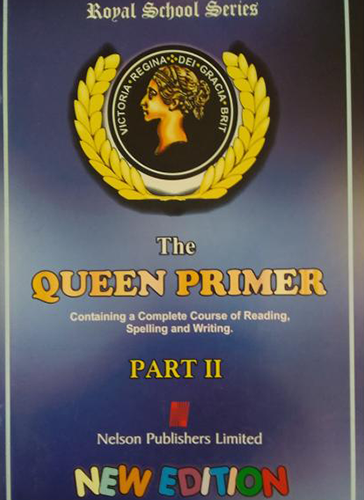 Royal School Series
VICTORIA·REGINA·DEI·GRACIA·BRIT
The
QUEEN PRIMER
Containing a Complete Course of Reading,
Spelling and Writing.
PART II
Nelson Publishers Limited
NEW EDITION